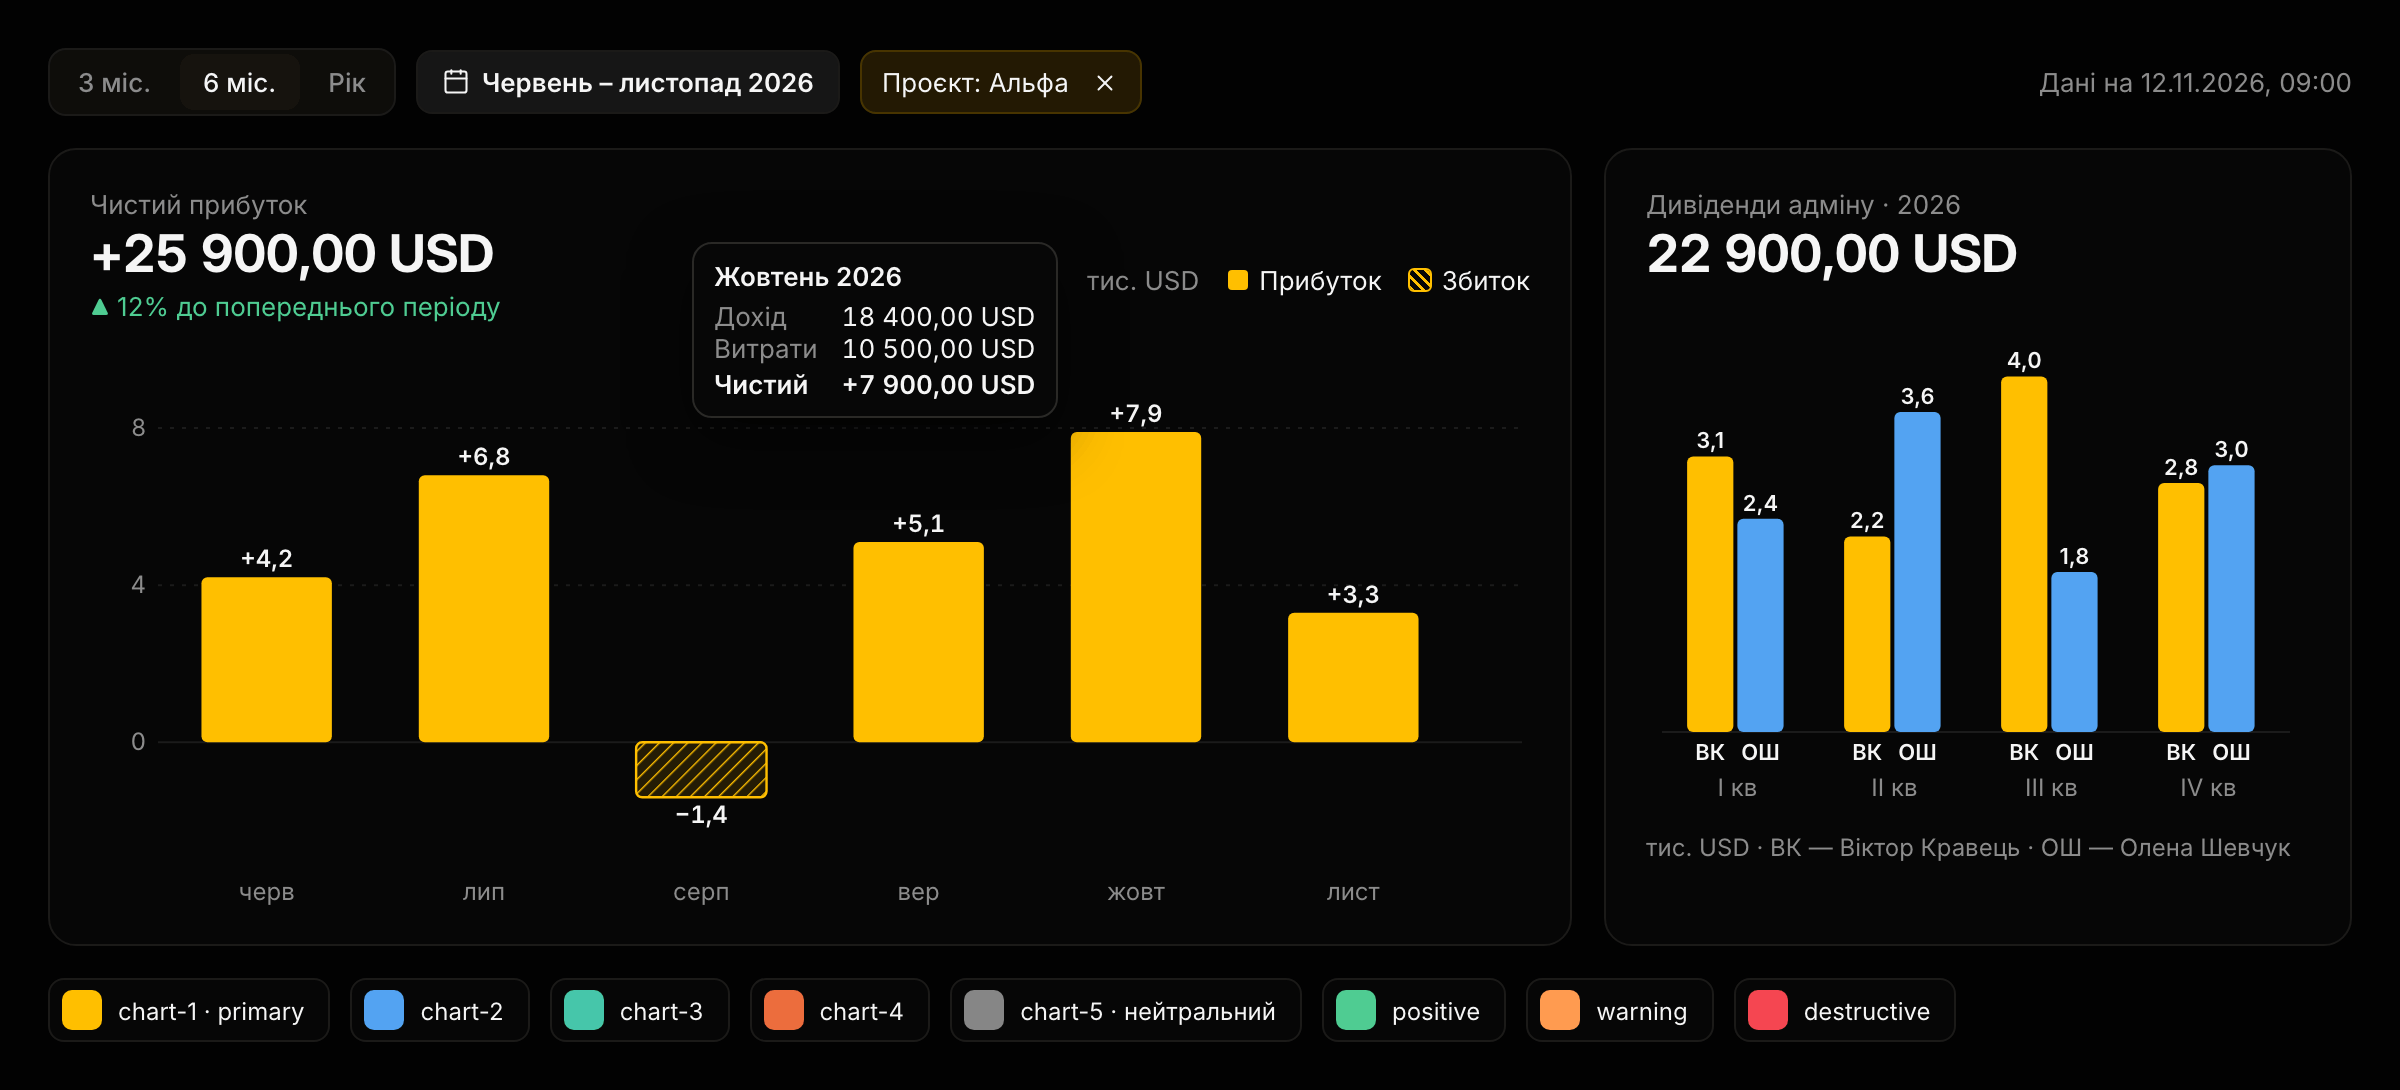 3 міс. 6 міс. Рік
Червень – листопад 2026
Проєкт: Альфа
Дані на 12.11.2026, 09:00
Чистий прибуток
+25 900,00 USD
12% до попереднього періоду
Жовтень 2026
Дохід 18 400,00 USD
Витрати 10 500,00 USD
Чистий +7 900,00 USD
тис. USD Прибуток Збиток
8
4
0
+4,2
+6,8
−1,4
+5,1
+7,9
+3,3
черв лип серп вер жовт лист
Дивіденди адміну · 2026
22 900,00 USD
3,1 2,4
2,2 3,6
4,0 1,8
2,8 3,0
ВК ОШ ВК ОШ ВК ОШ ВК ОШ
I кв II кв III кв IV кв
тис. USD · ВК — Віктор Кравець · ОШ — Олена Шевчук
chart-1 · primary
chart-2
chart-3
chart-4
chart-5 · нейтральний
positive
warning
destructive